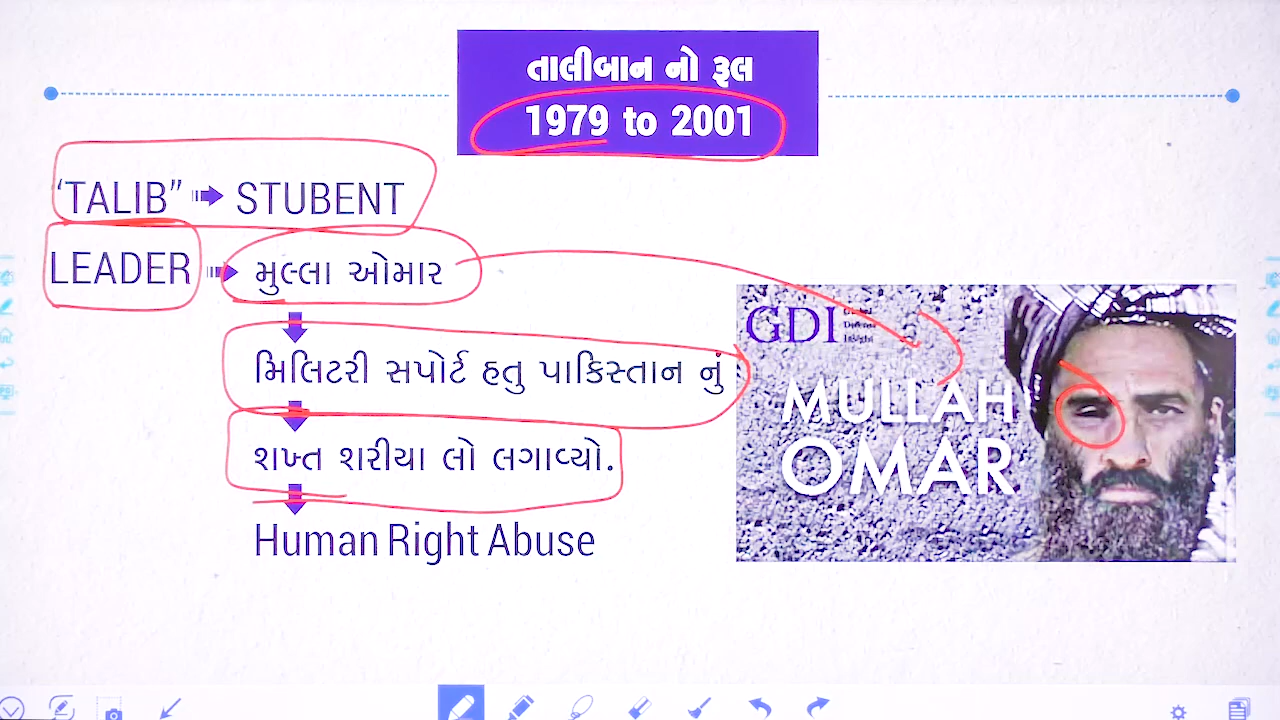 તાલીબાન નો રૂલ
1979 to 2001
‘TALIB” STUBENT
LEADER મુલ્લા ઓમાર
મિલિટરી સપોર્ટ હતુ પાકિસ્તાન નું
શખ્ત શરીયા લો લગાવ્યો.
Human Right Abuse
GDI
MULLAH
OMAR